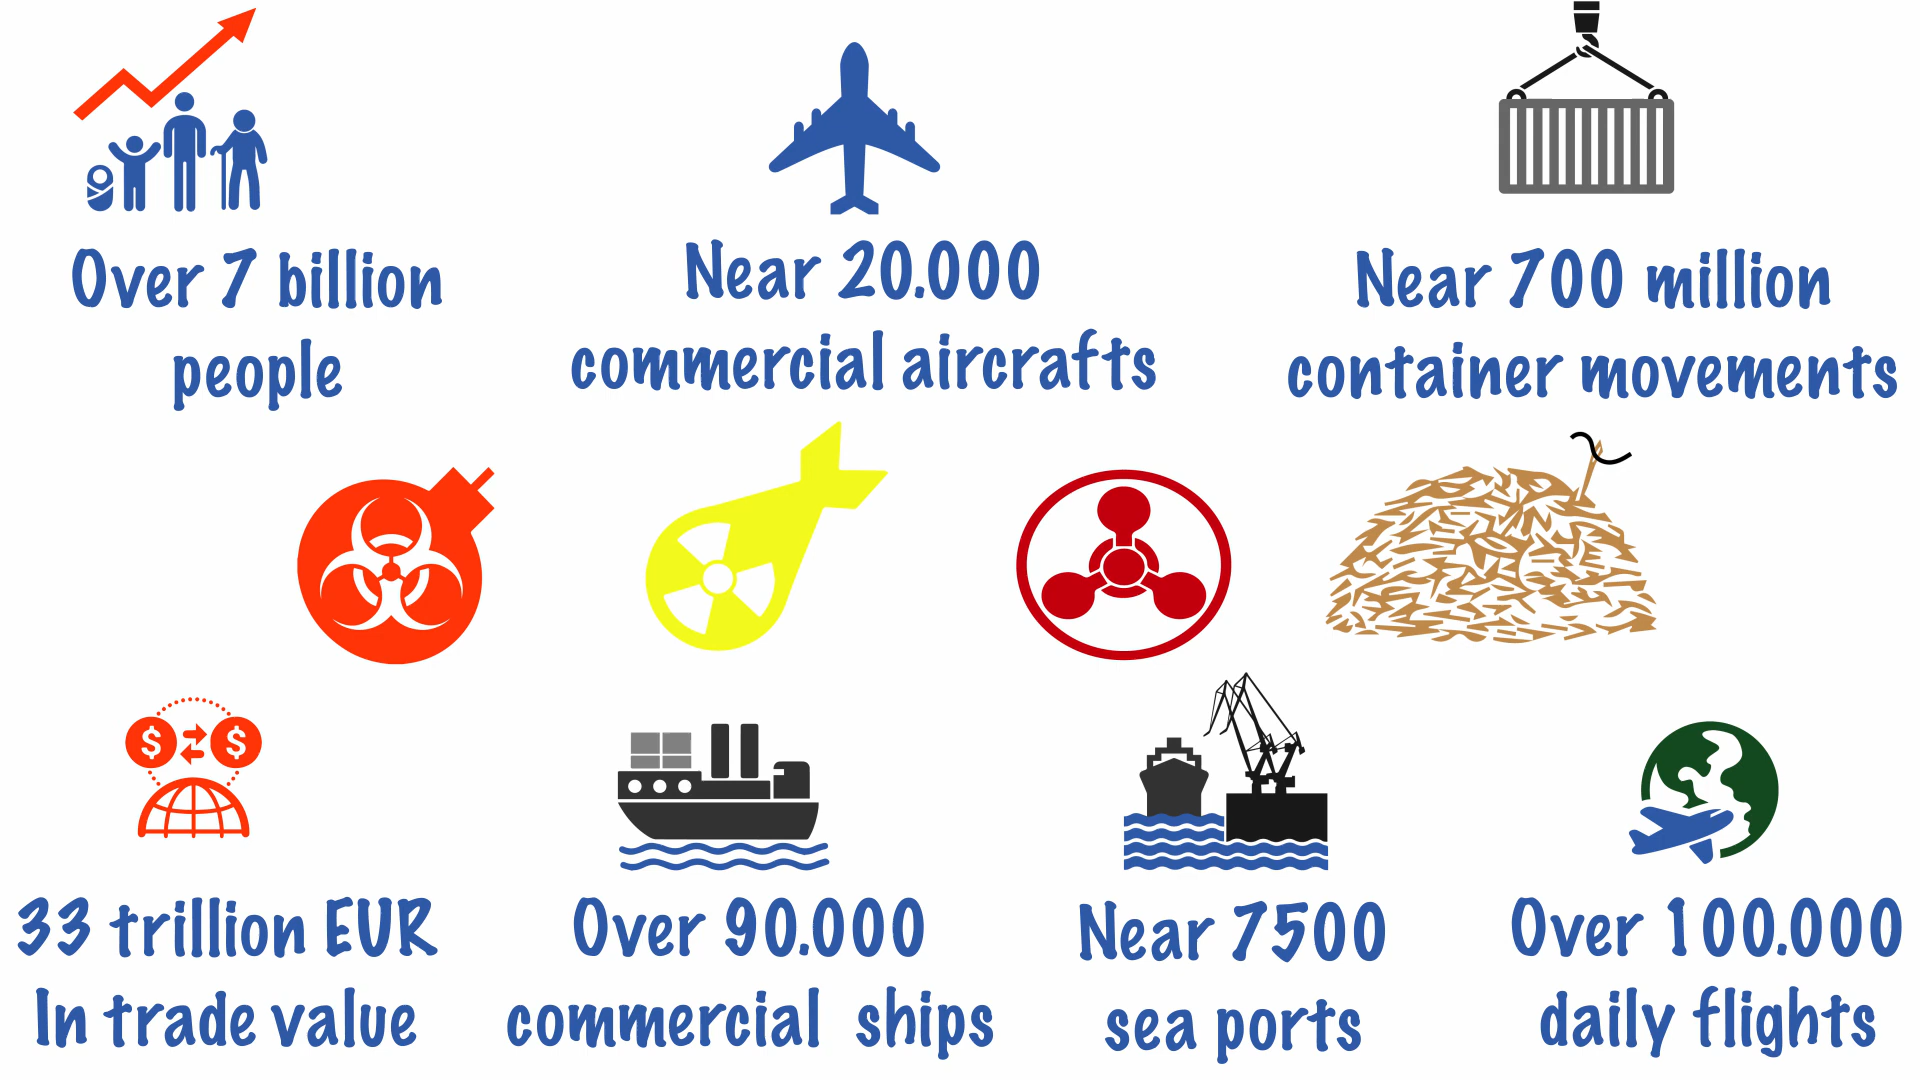 Over 7 billion
people
Near 20.000
commercial aircrafts
Near 700 million
container movements
$ $
33 trillion EUR
In trade value
Over 90.000
commercial ships
Near 7500
sea ports
Over 100.000
daily flights